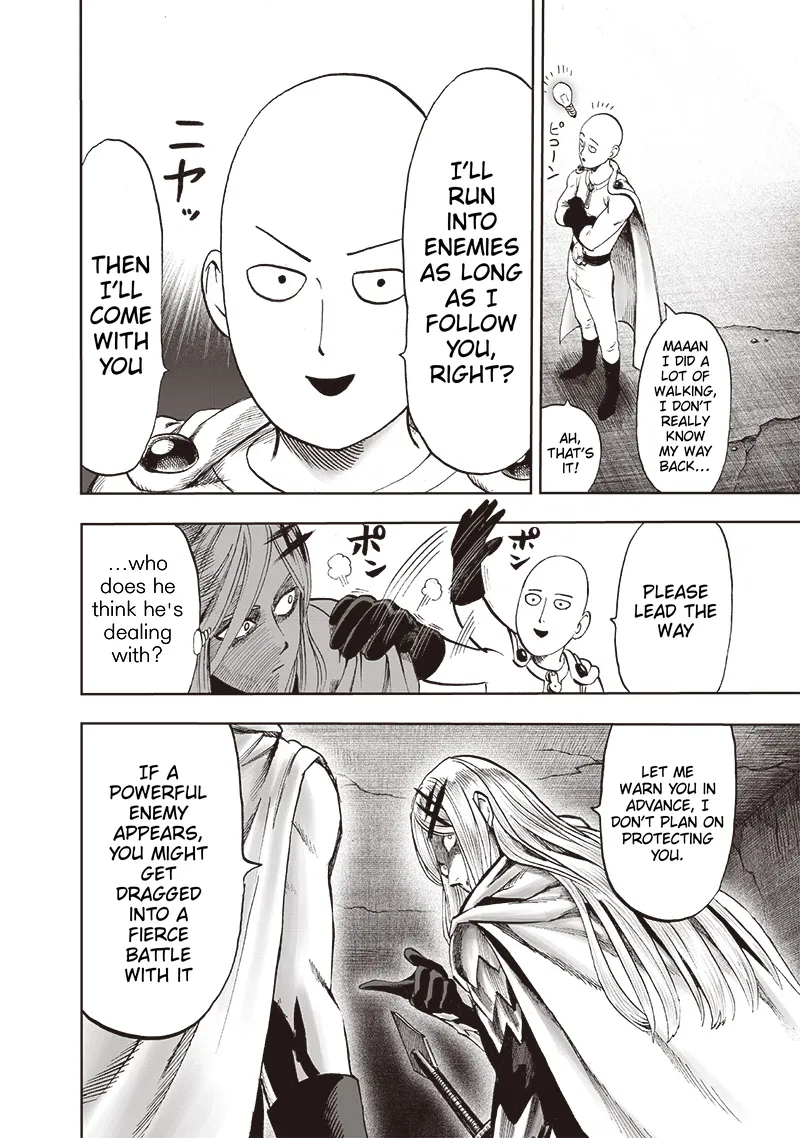 ピコーン
MAAAN
I DID A
LOT OF
WALKING,
I DON'T
REALLY
KNOW
MY WAY
BACK...
AH,
THAT'S
IT!
I'LL
RUN
INTO
ENEMIES
AS LONG
AS I
FOLLOW
YOU,
RIGHT?
ニヤッ
THEN
I'LL
COME
WITH
YOU
PLEASE
LEAD THE
WAY
ポン
ポン
...who
does he
think he's
dealing
with?
LET ME
WARN YOU IN
ADVANCE, I
DON'T PLAN ON
PROTECTING
YOU.
IF A
POWERFUL
ENEMY
APPEARS,
YOU MIGHT
GET
DRAGGED
INTO A
FIERCE
BATTLE
WITH IT